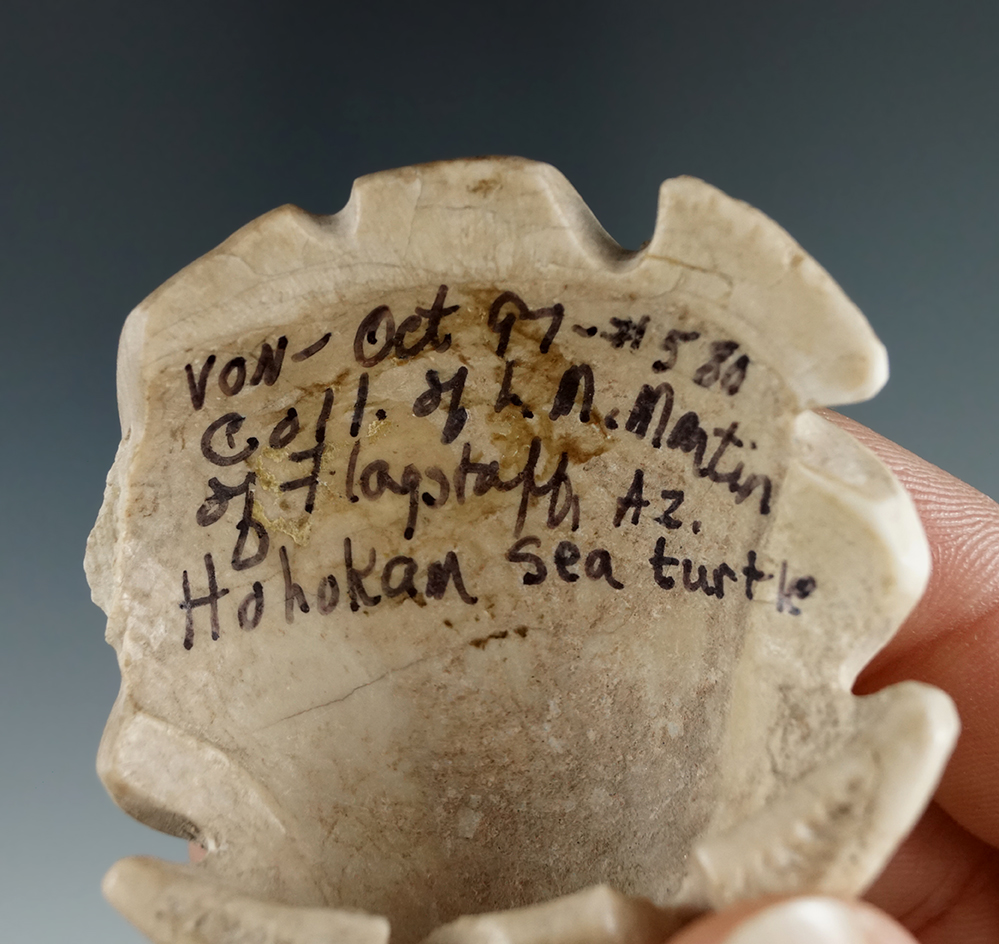 VON- Oct 97-#580
Coll. of L. M. Martin
of Flagstaff, Az.
Hohokam sea turtle